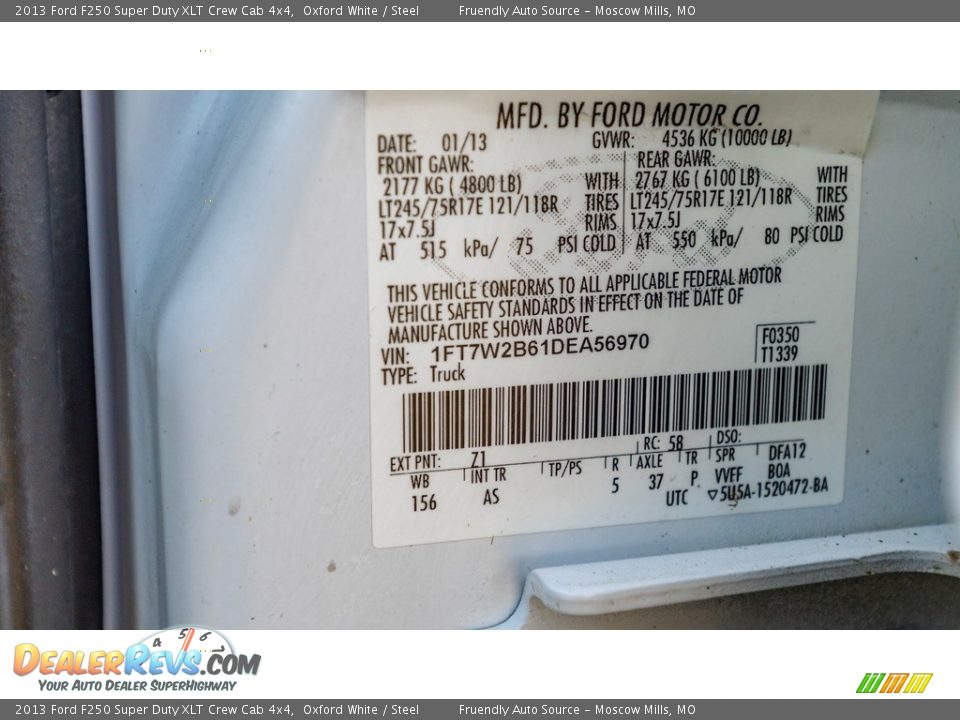 2013 Ford F250 Super Duty XLT Crew Cab 4x4, Oxford White / Steel Fruendly Auto Source - Moscow Mills, MO
MFD. BY FORD MOTOR CO.
DATE: 01/13 GVWR: 4536 KG (10000 LB)
FRONT GAWR: REAR GAWR:
2177 KG ( 4800 LB) WITH 2767 KG ( 6100 LB) WITH
LT245/75R17E 121/118R TIRES LT245/75R17E 121/118R TIRES
17x7.5J RIMS 17x7.5J RIMS
AT 515 kPa/ 75 PSI COLD AT 550 kPa/ 80 PSI COLD
THIS VEHICLE CONFORMS TO ALL APPLICABLE FEDERAL MOTOR
VEHICLE SAFETY STANDARDS IN EFFECT ON THE DATE OF
MANUFACTURE SHOWN ABOVE.
VIN: 1FT7W2B61DEA56970 F0350
TYPE: Truck T1339
EXT PNT: Z1 RC: 58 DSO:
WB INT TR TP/PS R AXLE TR SPR DFA12
156 AS 5 37 P VVFF BOA
UTC ▽5U5A-1520472-BA
4 5 6 7
DealerRevs.com
Your Auto Dealer SuperHighway
2013 Ford F250 Super Duty XLT Crew Cab 4x4, Oxford White / Steel Fruendly Auto Source - Moscow Mills, MO